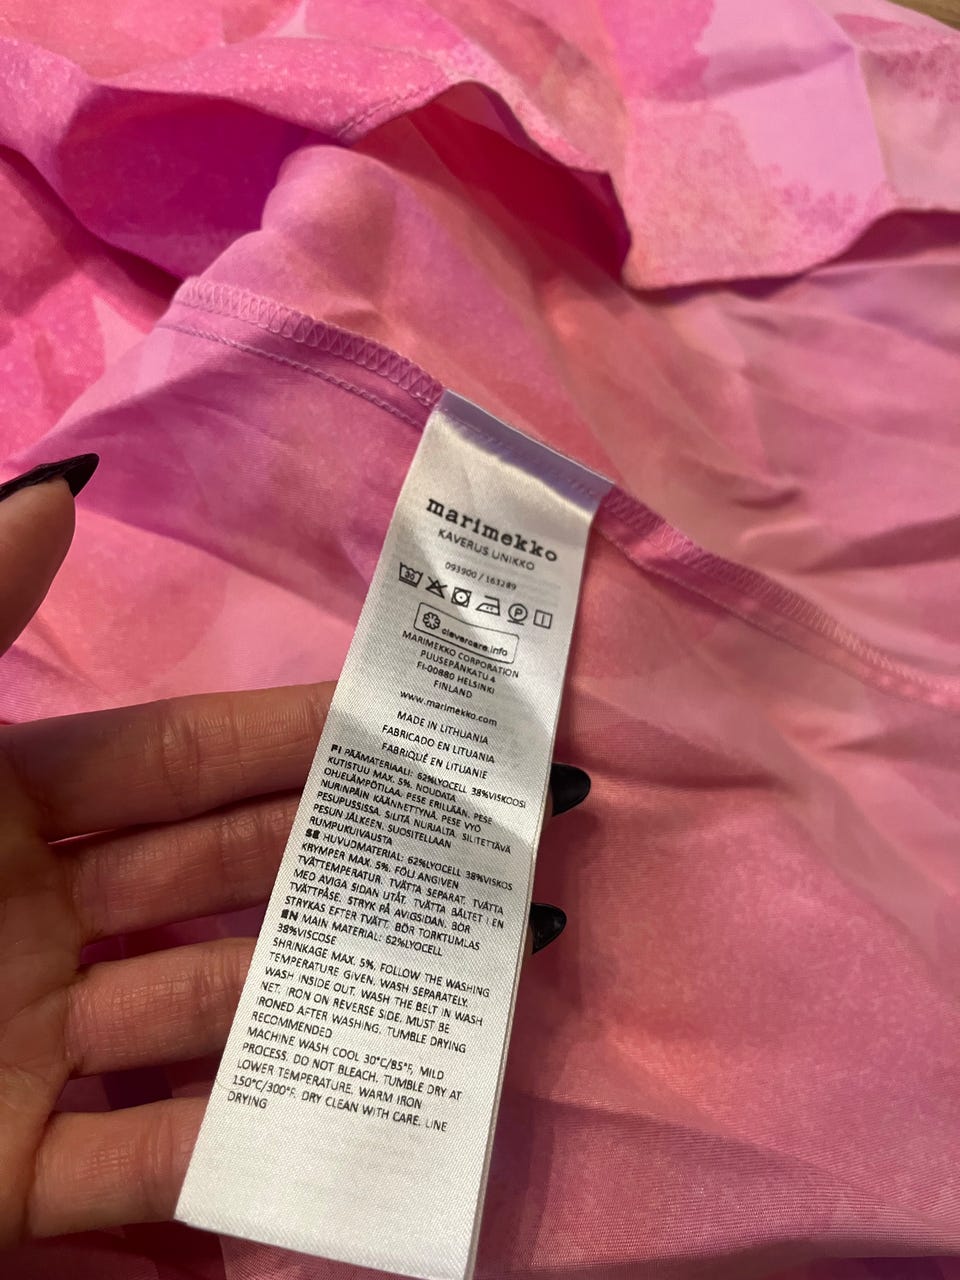 marimekko
KAVERUS UNIKKO
093900 / 163289
30
P
clevercare.info
MARIMEKKO CORPORATION
PUUSEPÄNKATU 4
FI-00880 HELSINKI
FINLAND
www.marimekko.com
MADE IN LITHUANIA
FABRICADO EN LITUANIA
FABRIQUÉ EN LITUANIE
FI PÄÄMATERIAALI: 62%LYOCELL 38%VISKOOSI
KUTISTUU MAX. 5%. NOUDATA
OHJELÄMPÖTILAA. PESE ERILLÄÄN. PESE
NURINPÄIN KÄÄNNETTYNÄ. PESE VYÖ
PESUPUSSISSA. SILITÄ NURJALTA. SILITETTÄVÄ
PESUN JÄLKEEN. SUOSITELLAAN
RUMPUKUIVAUSTA
SE HUVUDMATERIAL: 62%LYOCELL 38%VISKOS
KRYMPER MAX. 5%. FÖLJ ANGIVEN
TVÄTTEMPERATUR. TVÄTTA SEPARAT. TVÄTTA
MED AVIGA SIDAN UTÅT. TVÄTTA BÄLTET I EN
TVÄTTPÅSE. STRYK PÅ AVIGSIDAN. BÖR
STRYKAS EFTER TVÄTT. BÖR TORKTUMLAS
EN MAIN MATERIAL: 62%LYOCELL
38%VISCOSE
SHRINKAGE MAX. 5%. FOLLOW THE WASHING
TEMPERATURE GIVEN. WASH SEPARATELY.
WASH INSIDE OUT. WASH THE BELT IN WASH
NET. IRON ON REVERSE SIDE. MUST BE
IRONED AFTER WASHING. TUMBLE DRYING
RECOMMENDED
MACHINE WASH COOL 30°C/85°F, MILD
PROCESS. DO NOT BLEACH. TUMBLE DRY AT
LOWER TEMPERATURE. WARM IRON
150°C/300°F. DRY CLEAN WITH CARE. LINE
DRYING